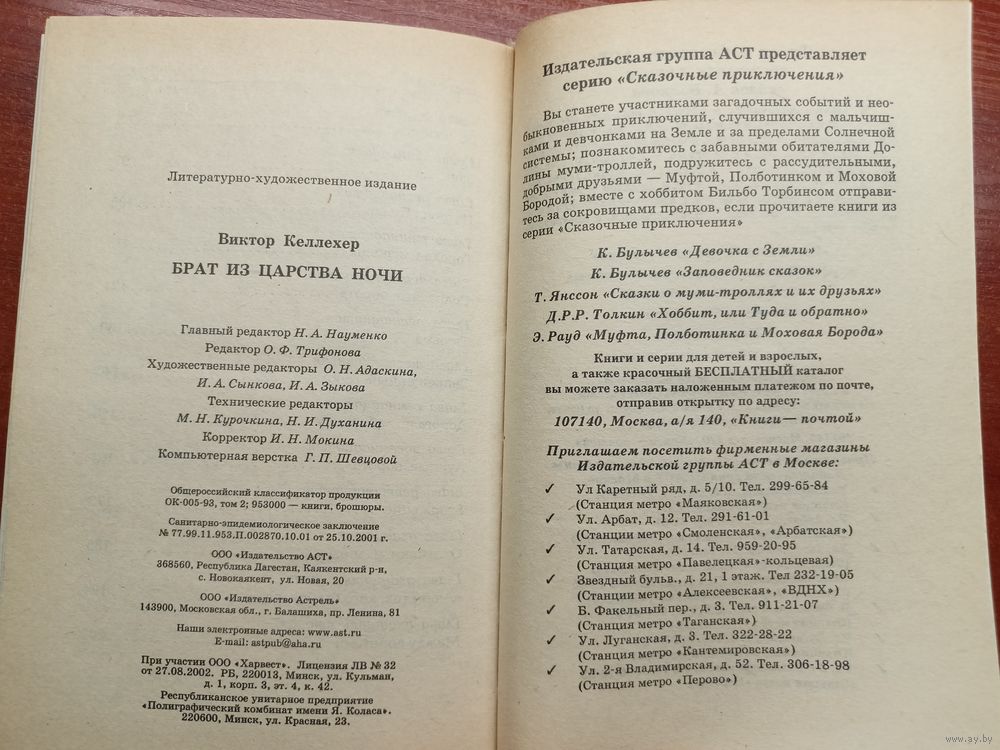 Литературно-художественное издание
Виктор Келлехер
БРАТ ИЗ ЦАРСТВА НОЧИ
Главный редактор Н. А. Науменко
Редактор О. Ф. Трифонова
Художественные редакторы О. Н. Адаскина,
И. А. Сынкова, И. А. Зыкова
Технические редакторы
М. Н. Курочкина, Н. И. Духанина
Корректор И. Н. Мокина
Компьютерная верстка Г. П. Шевцовой
Общероссийский классификатор продукции
ОК-005-93, том 2; 953000 — книги, брошюры.
Санитарно-эпидемиологическое заключение
№ 77.99.11.953.П.002870.10.01 от 25.10.2001 г.
ООО «Издательство АСТ»
368560, Республика Дагестан, Каякентский р-н,
с. Новокаякент, ул. Новая, 20
ООО «Издательство Астрель»
143900, Московская обл., г. Балашиха, пр. Ленина, 81
Наши электронные адреса: www.ast.ru
E-mail: astpub@aha.ru
При участии ООО «Харвест». Лицензия ЛВ № 32
от 27.08.2002. РБ, 220013, Минск, ул. Кульман,
д. 1, корп. 3, эт. 4, к. 42.
Республиканское унитарное предприятие
«Полиграфический комбинат имени Я. Коласа».
220600, Минск, ул. Красная, 23.
Издательская группа АСТ представляет
серию «Сказочные приключения»
Вы станете участниками загадочных событий и нео-
быкновенных приключений, случившихся с мальчиш-
ками и девчонками на Земле и за пределами Солнечной
системы; познакомитесь с забавными обитателями До-
лины муми-троллей, подружитесь с рассудительными,
добрыми друзьями — Муфтой, Полботинком и Моховой
Бородой; вместе с хоббитом Бильбо Торбинсом отправи-
тесь за сокровищами предков, если прочитаете книги из
серии «Сказочные приключения»
К. Булычев «Девочка с Земли»
К. Булычев «Заповедник сказок»
Т. Янссон «Сказки о муми-троллях и их друзьях»
Д.Р.Р. Толкин «Хоббит, или Туда и обратно»
Э. Рауд «Муфта, Полботинка и Моховая Борода»
Книги и серии для детей и взрослых,
а также красочный БЕСПЛАТНЫЙ каталог
вы можете заказать наложенным платежом по почте,
отправив открытку по адресу:
107140, Москва, а/я 140, «Книги— почтой»
Приглашаем посетить фирменные магазины
Издательской группы АСТ в Москве:
✓ Ул Каретный ряд, д. 5/10. Тел. 299-65-84
(Станция метро «Маяковская»)
✓ Ул. Арбат, д. 12. Тел. 291-61-01
(Станции метро «Смоленская», «Арбатская»)
✓ Ул. Татарская, д. 14. Тел. 959-20-95
(Станция метро «Павелецкая»-кольцевая)
✓ Звездный бульв., д. 21, 1 этаж. Тел 232-19-05
(Станции метро «Алексеевская», «ВДНХ»)
✓ Б. Факельный пер., д. 3. Тел. 911-21-07
(Станция метро «Таганская»)
✓ Ул. Луганская, д. 3. Тел. 322-28-22
(Станция метро «Кантемировская»)
✓ Ул. 2-я Владимирская, д. 52. Тел. 306-18-98
(Станция метро «Перово»)
www.ay.by